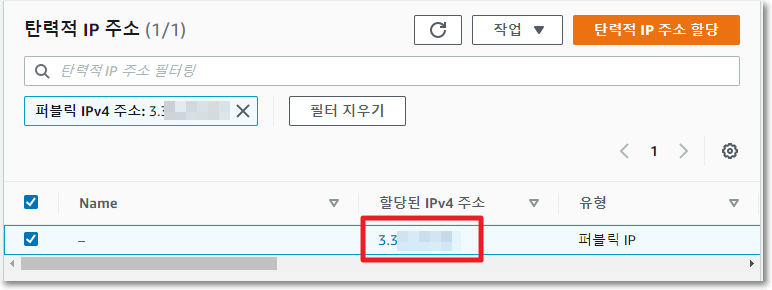 탄력적 IP 주소 (1/1)
작업
탄력적 IP 주소 할당
탄력적 IP 주소 필터링
퍼블릭 IPv4 주소: 3.3
필터 지우기
1
Name 할당된 IPv4 주소 유형
– 3.3 퍼블릭 IP